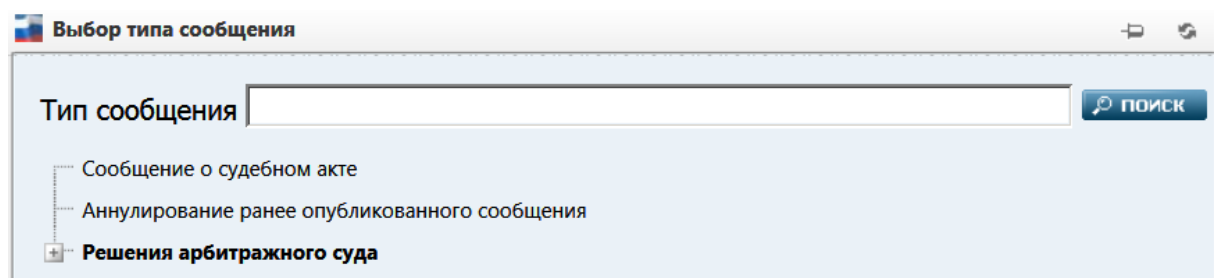 Выбор типа сообщения
Тип сообщения ПОИСК
Сообщение о судебном акте
Аннулирование ранее опубликованного сообщения
Решения арбитражного суда